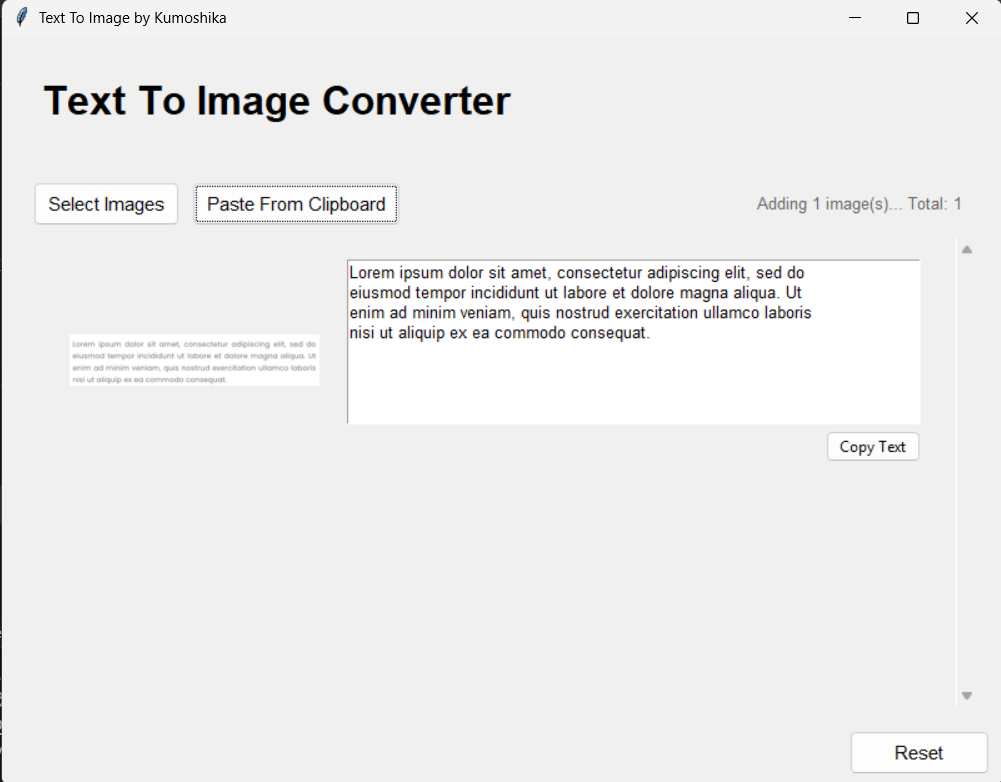 Text To Image by Kumoshika
Text To Image Converter
Select Images
Paste From Clipboard
Adding 1 image(s)... Total: 1
Lorem ipsum dolor sit amet, consectetur adipiscing elit, sed do
eiusmod tempor incididunt ut labore et dolore magna aliqua. Ut
enim ad minim veniam, quis nostrud exercitation ullamco laboris
nisi ut aliquip ex ea commodo consequat.
Lorem ipsum dolor sit amet, consectetur adipiscing elit, sed do
eiusmod tempor incididunt ut labore et dolore magna aliqua. Ut
enim ad minim veniam, quis nostrud exercitation ullamco laboris
nisi ut aliquip ex ea commodo consequat.
Copy Text
Reset